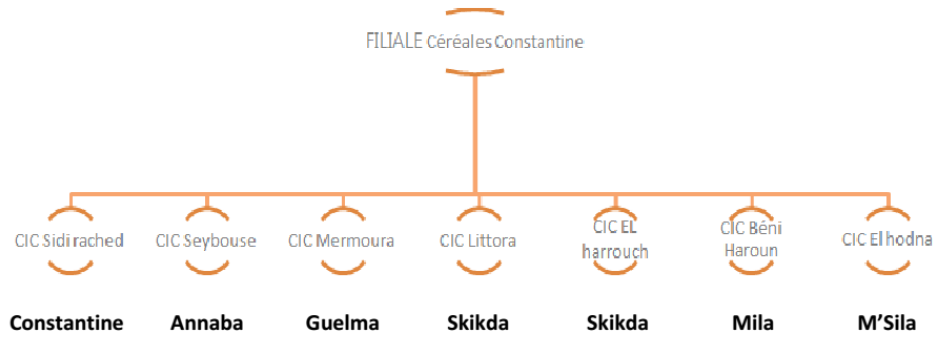 FILIALE Céréales Constantine
CIC Sidi rached
CIC Seybouse
CIC Mermoura
CIC Littora
CIC EL
harrouch
CIC Béni
Haroun
CIC El hodna
Constantine
Annaba
Guelma
Skikda
Skikda
Mila
M'Sila